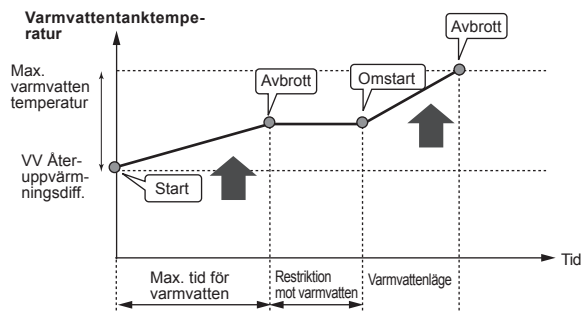 Varmvattentanktempe-
ratur
Avbrott
Max.
varmvatten
temperatur
Avbrott
Omstart
VV Åter-
uppvärm-
ningsdiff.
Start
Tid
Max. tid för
varmvatten
Restriktion
mot varmvatten
Varmvattenläge